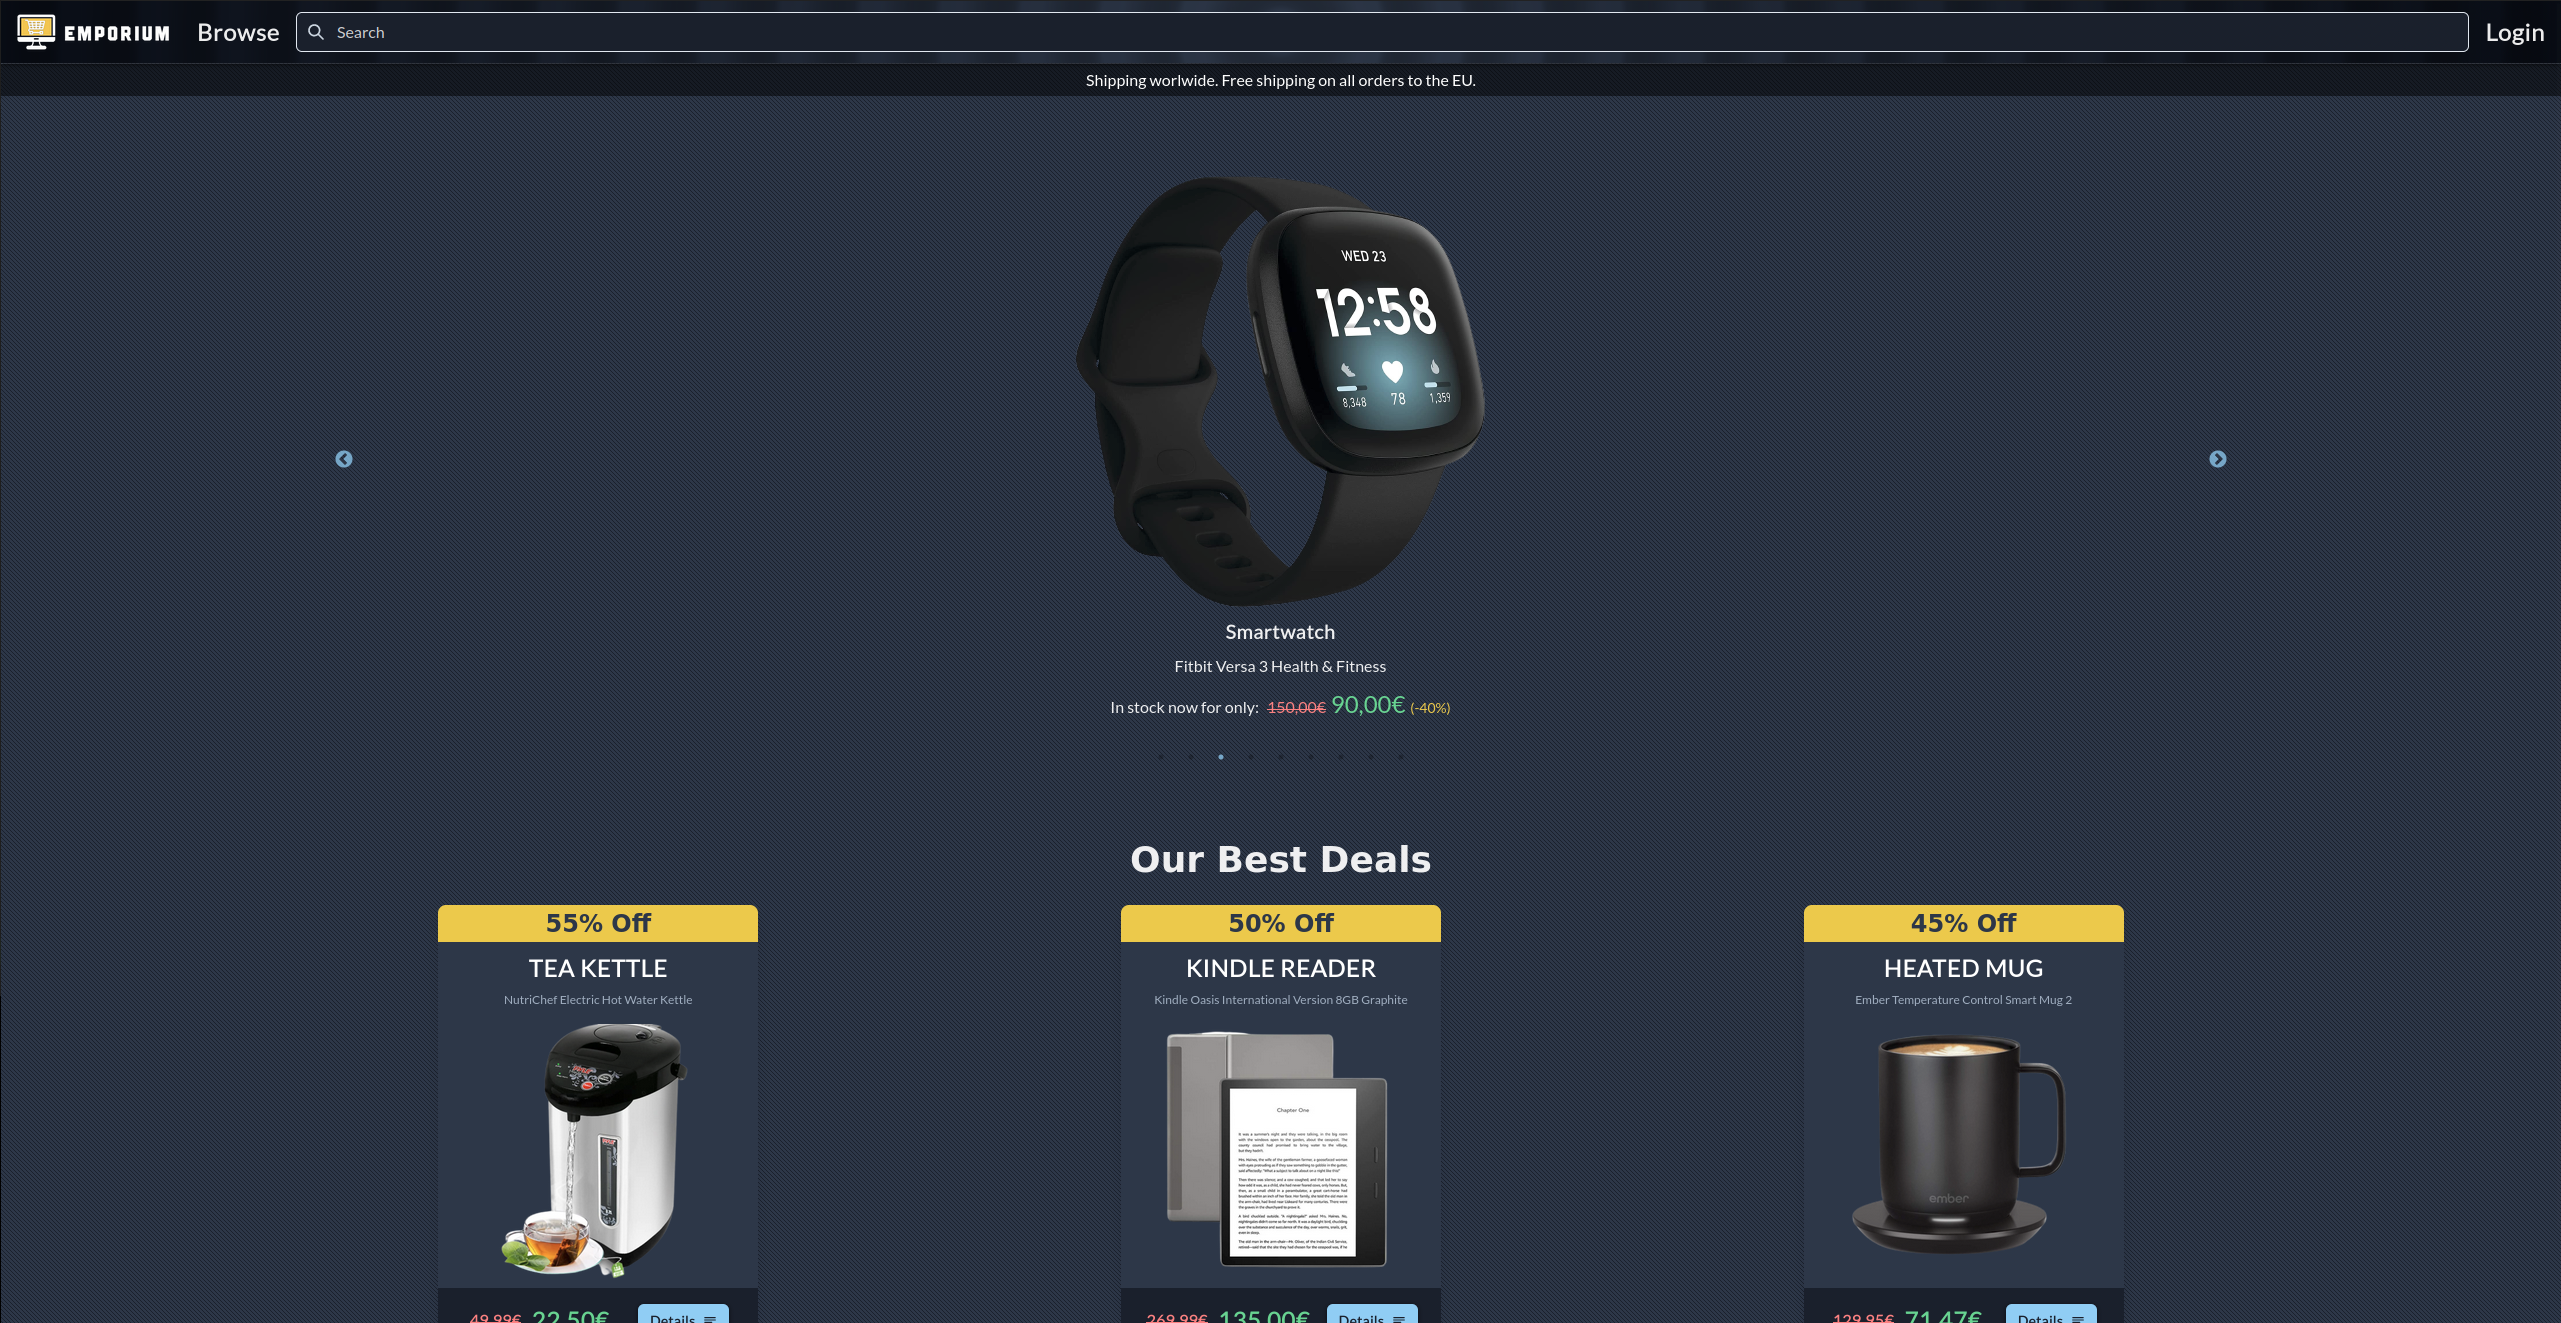 EMPORIUM Browse Search Login
Shipping worlwide. Free shipping on all orders to the EU.
WED 23
12:58
8,348 78 1,359
Smartwatch
Fitbit Versa 3 Health & Fitness
In stock now for only: 150,00€ 90,00€ (-40%)
Our Best Deals
55% Off
TEA KETTLE
NutriChef Electric Hot Water Kettle
49,99€ 22,50€ Details
50% Off
KINDLE READER
Kindle Oasis International Version 8GB Graphite
Chapter One
269,99€ 135,00€ Details
45% Off
HEATED MUG
Ember Temperature Control Smart Mug 2
ember
129,95€ 71,47€ Details